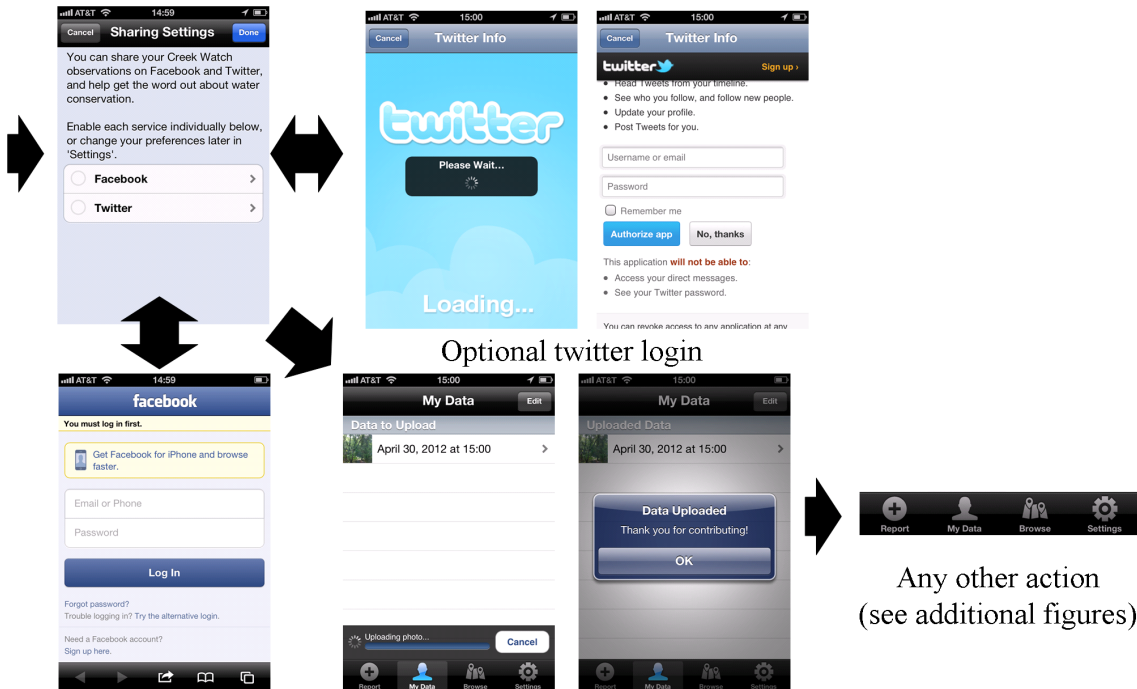 AT&T 14:59
Cancel Sharing Settings Done
You can share your Creek Watch
observations on Facebook and Twitter,
and help get the word out about water
conservation.
Enable each service individually below,
or change your preferences later in
'Settings'.
Facebook
Twitter
AT&T 15:00
Cancel Twitter Info
twitter
Please Wait...
Loading...
AT&T 15:00
Cancel Twitter Info
twitter Sign up ›
• Read Tweets from your timeline.
• See who you follow, and follow new people.
• Update your profile.
• Post Tweets for you.
Username or email
Password
Remember me
Authorize app No, thanks
This application will not be able to:
• Access your direct messages.
• See your Twitter password.
You can revoke access to any application at any
Optional twitter login
AT&T 14:59
facebook
You must log in first.
Get Facebook for iPhone and browse
faster.
Email or Phone
Password
Log In
Forgot password?
Trouble logging in? Try the alternative login.
Need a Facebook account?
Sign up here.
AT&T 15:00
My Data Edit
Data to Upload
April 30, 2012 at 15:00
Uploading photo...
Cancel
Report My Data Browse Settings
AT&T 15:00
My Data Edit
Uploaded Data
April 30, 2012 at 15:00
Data Uploaded
Thank you for contributing!
OK
Report My Data Browse Settings
Report My Data Browse Settings
Any other action
(see additional figures)